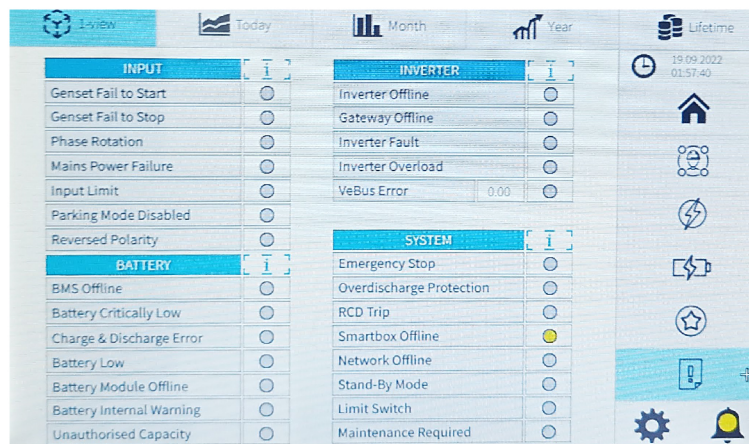 1-view
Today
Month
Year
Lifetime
19.09.2022
01:57:40
INPUT
i
Genset Fail to Start
Genset Fail to Stop
Phase Rotation
Mains Power Failure
Input Limit
Parking Mode Disabled
Reversed Polarity
BATTERY
i
BMS Offline
Battery Critically Low
Charge & Discharge Error
Battery Low
Battery Module Offline
Battery Internal Warning
Unauthorised Capacity
INVERTER
i
Inverter Offline
Gateway Offline
Inverter Fault
Inverter Overload
VeBus Error 0.00
SYSTEM
i
Emergency Stop
Overdischarge Protection
RCD Trip
Smartbox Offline
Network Offline
Stand-By Mode
Limit Switch
Maintenance Required